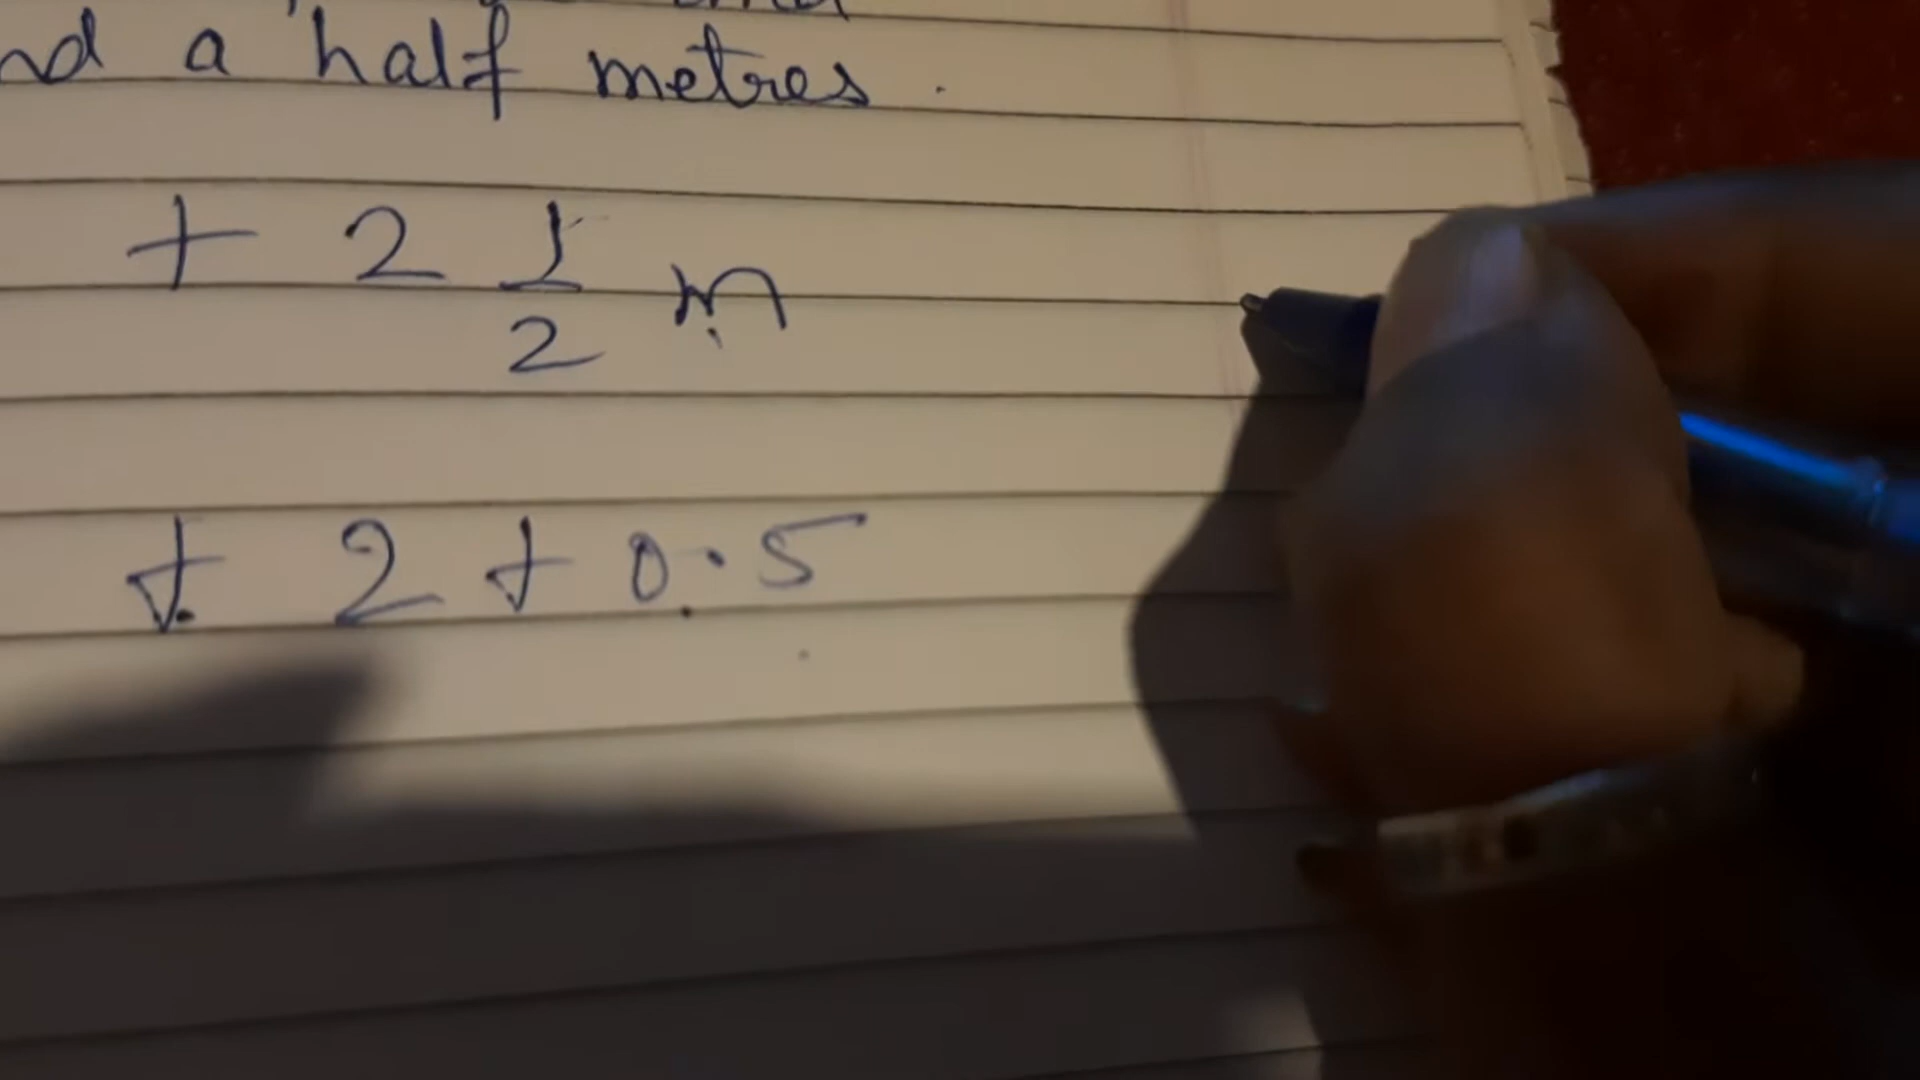 a half metres.
+ 2 1/2 m
+ 2 + 0.5